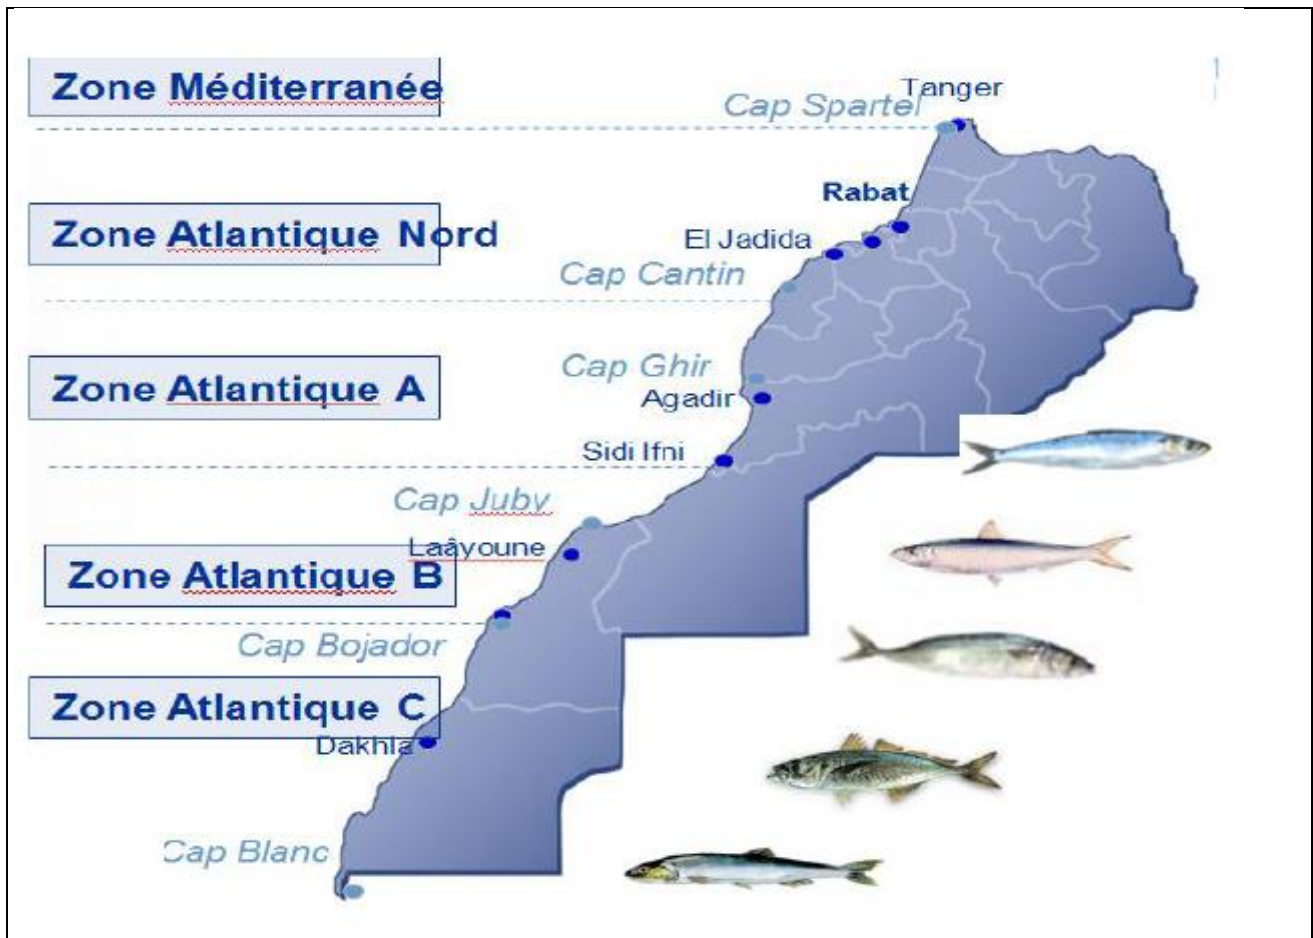 Zone Méditerranée
Tanger
Cap Spartel
Rabat
Zone Atlantique Nord
El Jadida
Cap Cantin
Cap Ghir
Zone Atlantique A
Agadir
Sidi Ifni
Cap Juby
Laâyoune
Zone Atlantique B
Cap Bojador
Zone Atlantique C
Dakhla
Cap Blanc